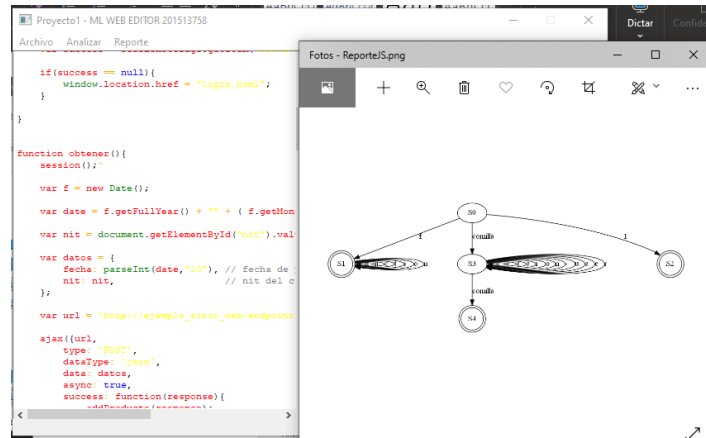 Proyecto1 - ML WEB EDITOR 201513758
Archivo Analizar Reporte
if(success == null){
window.location.href = "login.html";
}
}
function obtener(){
session();
var f = new Date();
var date = f.getFullYear() + "" + ( f.getMon
var nit = document.getElementById("nit").val
var datos = {
fecha: parseInt(date,"10"), // fecha de
nit: nit, // nit del c
};
var url = 'http://ejemplo_sitio_web/endpoint
ajax({url,
type: 'POST',
dataType: 'json',
data: datos,
async: true,
success: function(response){
addProducts(response);
Dictar
Confide
Fotos - ReporteJS.png
S0
f
comilla
1
S1
S3
S2
comilla
S4